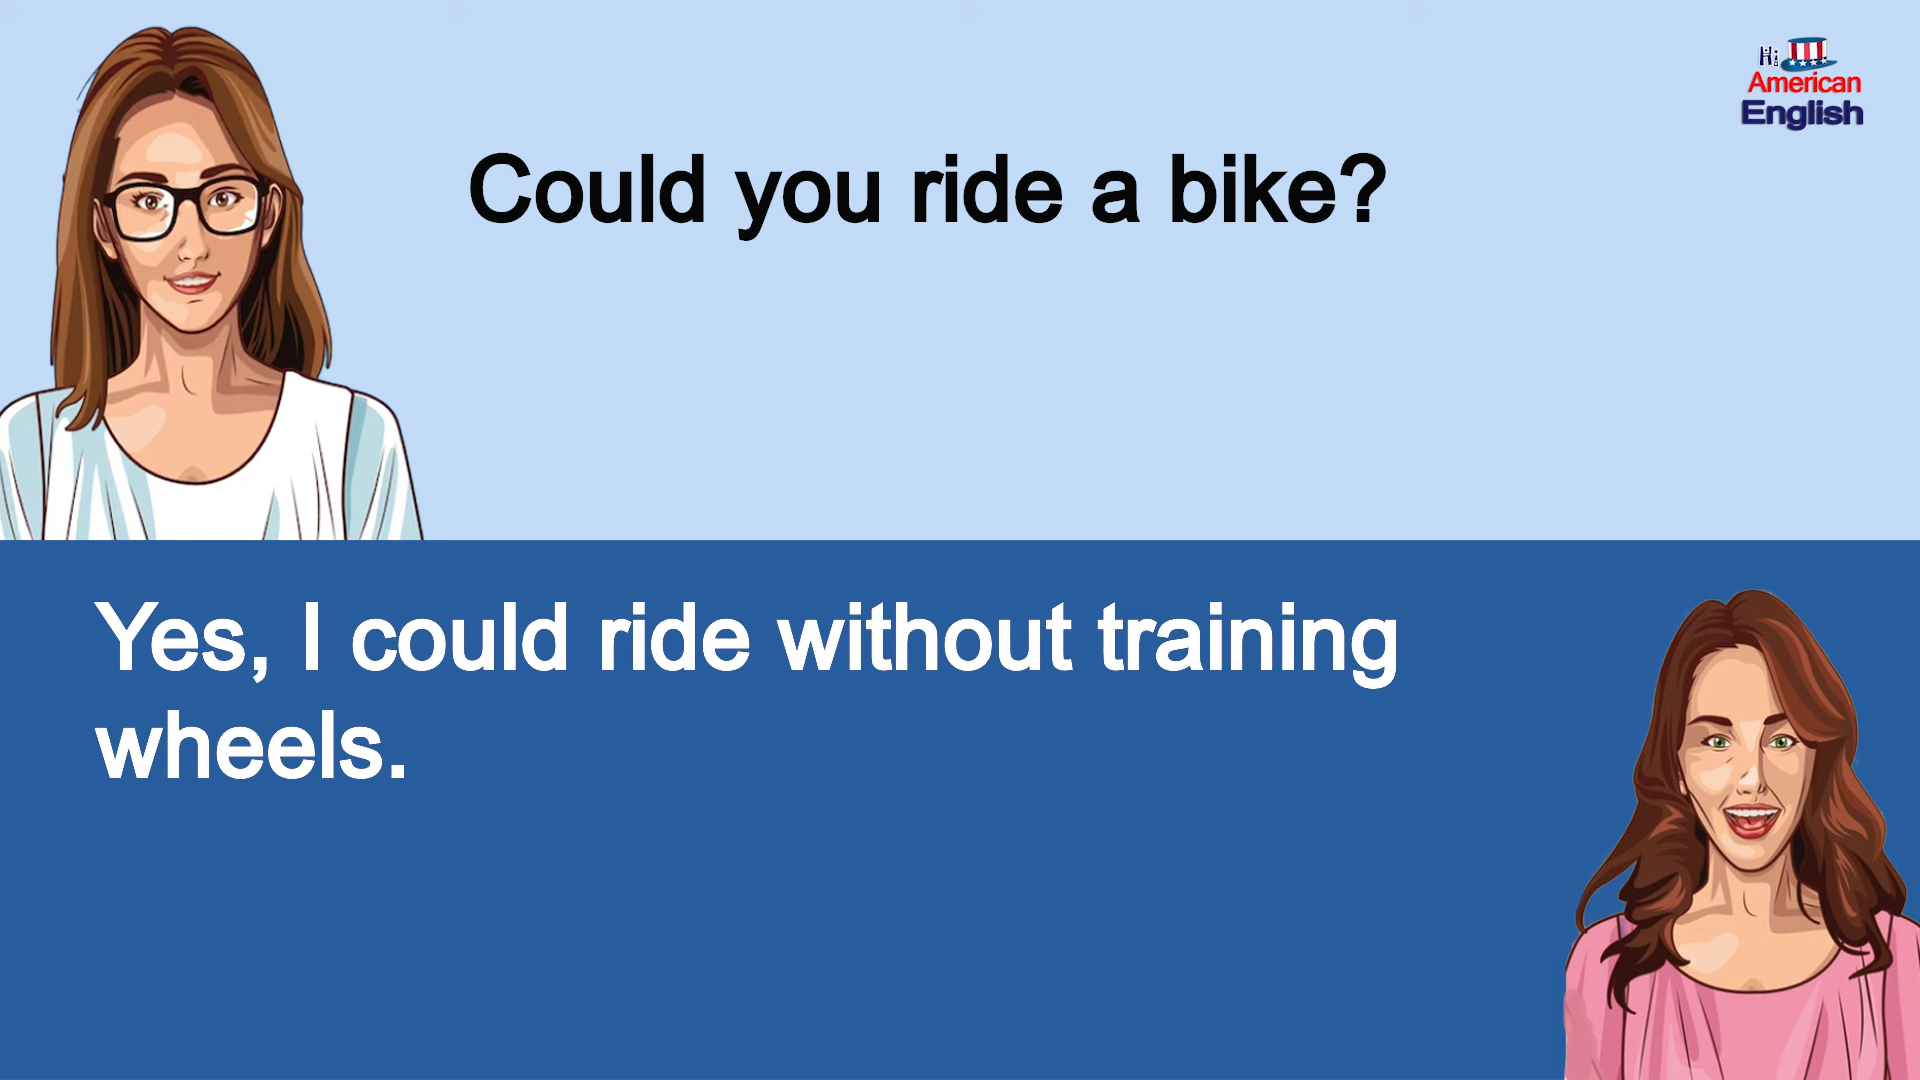 Hi
American
English
Could you ride a bike?
Yes, I could ride without training
wheels.